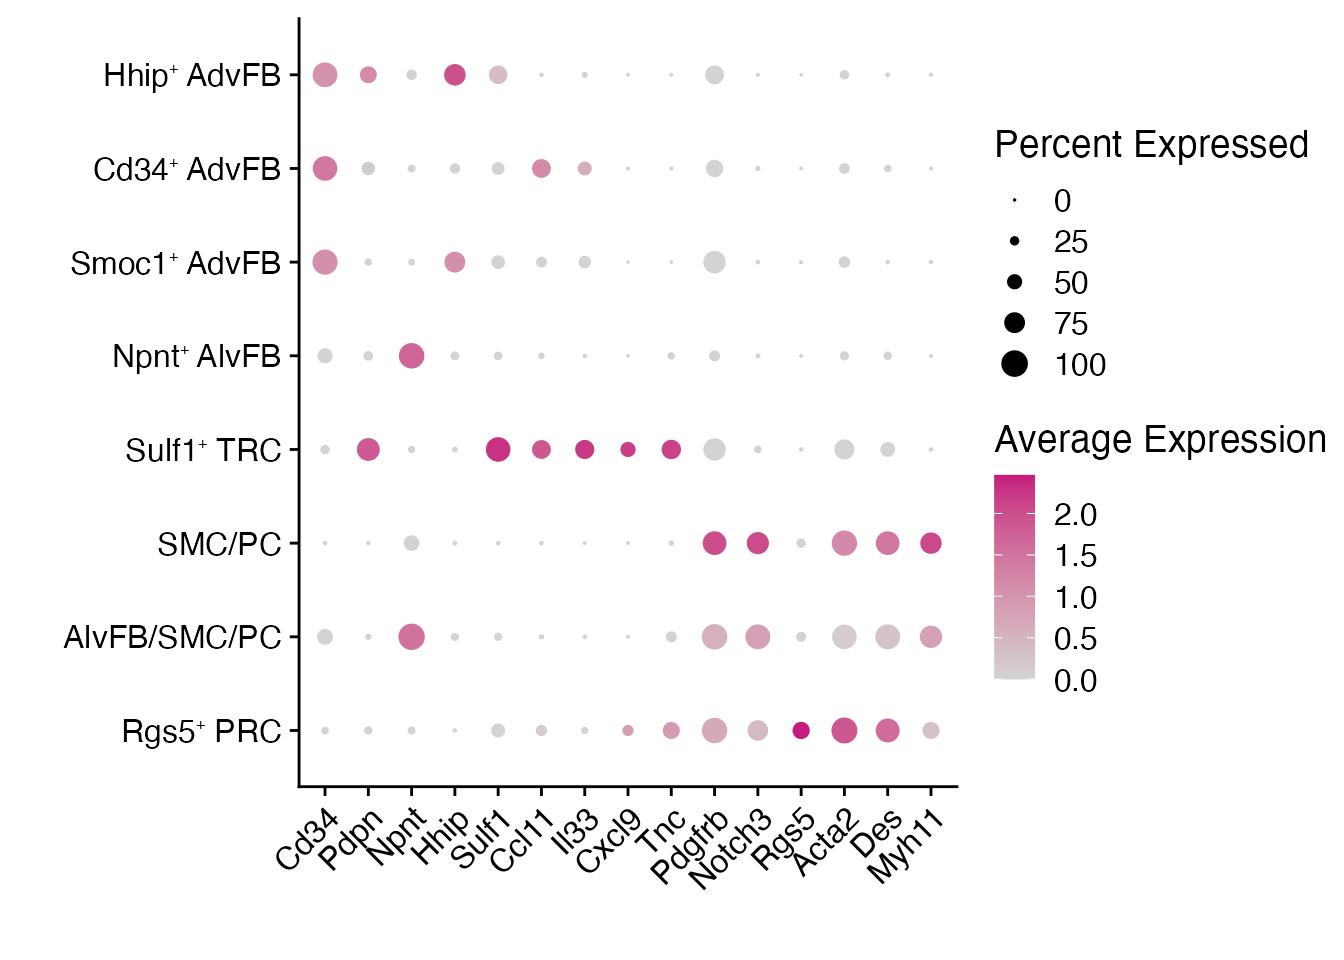 Hhip⁺ AdvFB
Cd34⁺ AdvFB
Smoc1⁺ AdvFB
Npnt⁺ AlvFB
Sulf1⁺ TRC
SMC/PC
AlvFB/SMC/PC
Rgs5⁺ PRC
Cd34
Pdpn
Npnt
Hhip
Sulf1
Ccl11
Il33
Cxcl9
Tnc
Pdgfrb
Notch3
Rgs5
Acta2
Des
Myh11
Percent Expressed
0
25
50
75
100
Average Expression
2.0
1.5
1.0
0.5
0.0